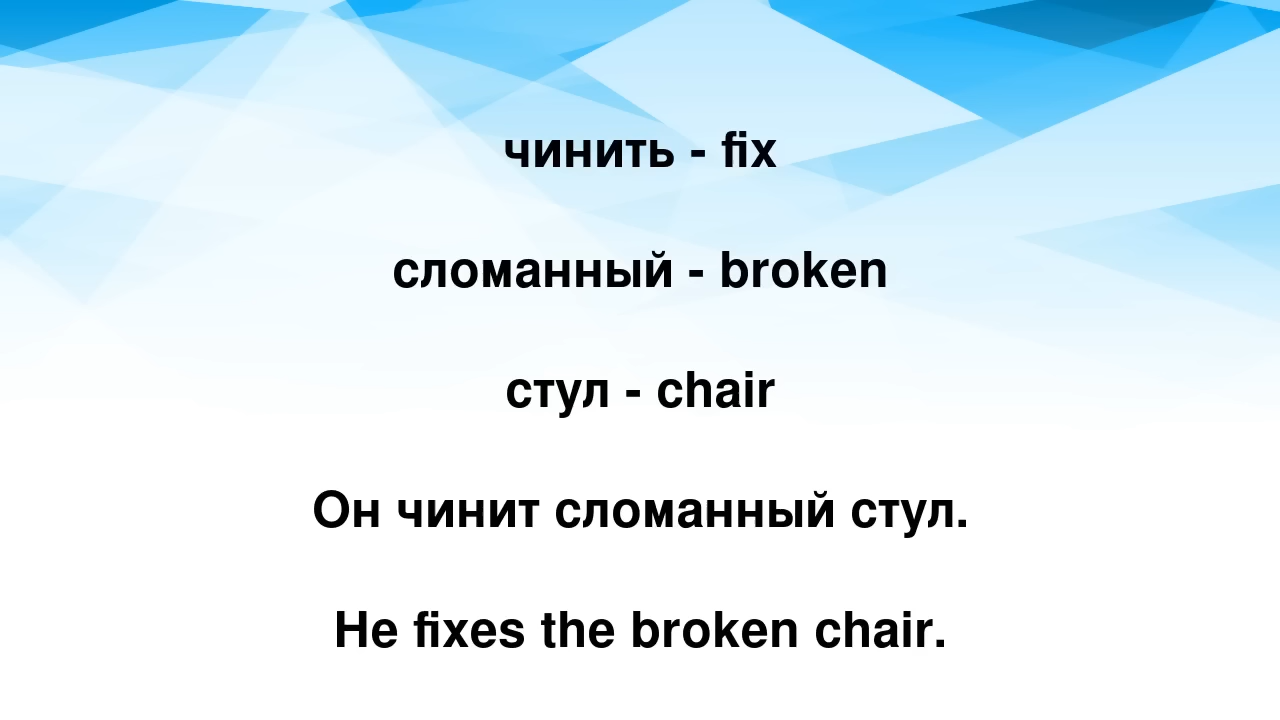 чинить - fix
сломанный - broken
стул - chair
Он чинит сломанный стул.
He fixes the broken chair.